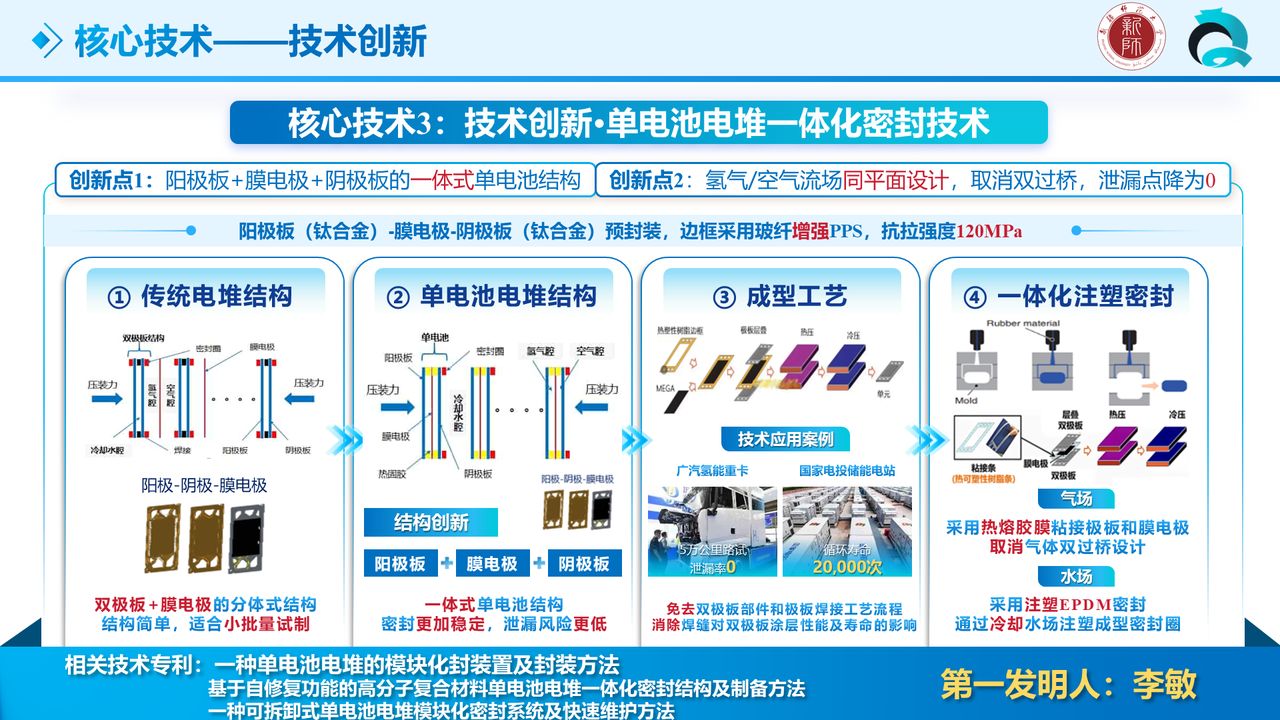 核心技术——技术创新
新师
核心技术3：技术创新·单电池电堆一体化密封技术
创新点1：阳极板+膜电极+阴极板的一体式单电池结构
创新点2：氢气/空气流场同平面设计，取消双过桥，泄漏点降为0
阳极板（钛合金）-膜电极-阴极板（钛合金）预封装，边框采用玻纤增强PPS，抗拉强度120MPa
① 传统电堆结构
双极板结构
密封圈
膜电极
压装力
氢气腔
空气腔
压装力
冷却水腔
焊接
阳极板
阴极板
阳极-阴极-膜电极
双极板+膜电极的分体式结构
结构简单，适合小批量试制
② 单电池电堆结构
单电池
阳极板
密封圈
氢气腔
空气腔
压装力
冷却水腔
压装力
膜电极
热固胶
阴极板
阳极-阴极-膜电极
结构创新
阳极板 + 膜电极 + 阴极板
一体式单电池结构
密封更加稳定，泄漏风险更低
③ 成型工艺
热塑性树脂边框
极板层叠
热压
冷压
MEGA
单元
技术应用案例
广汽氢能重卡
国家电投储能电站
5万公里路试
泄漏率0
循环寿命
20,000次
免去双极板部件和极板焊接工艺流程
消除焊缝对双极板涂层性能及寿命的影响
④ 一体化注塑密封
Rubber material
Mold
层叠
双极板
热压
冷压
粘接条
(热可塑性树脂条)
膜电极
双极板
气场
采用热熔胶膜粘接极板和膜电极
取消气体双过桥设计
水场
采用注塑EPDM密封
通过冷却水场注塑成型密封圈
相关技术专利：一种单电池电堆的模块化封装置及封装方法
基于自修复功能的高分子复合材料单电池电堆一体化密封结构及制备方法
一种可拆卸式单电池电堆模块化密封系统及快速维护方法
第一发明人：李敏